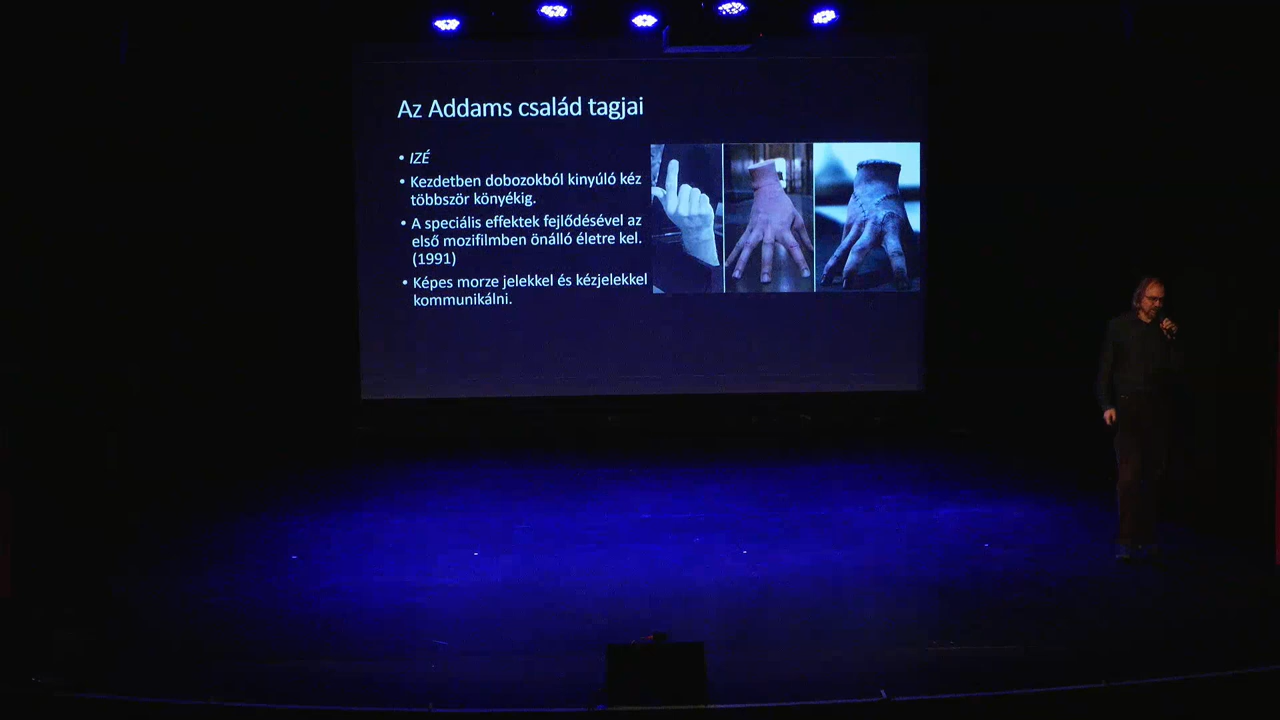 Az Addams család tagjai
• IZÉ
• Kezdetben dobozokból kinyúló kéz
többször könyékig.
• A speciális effektek fejlődésével az
első mozifilmben önálló életre kel.
(1991)
• Képes morze jelekkel és kézjelekkel
kommunikálni.